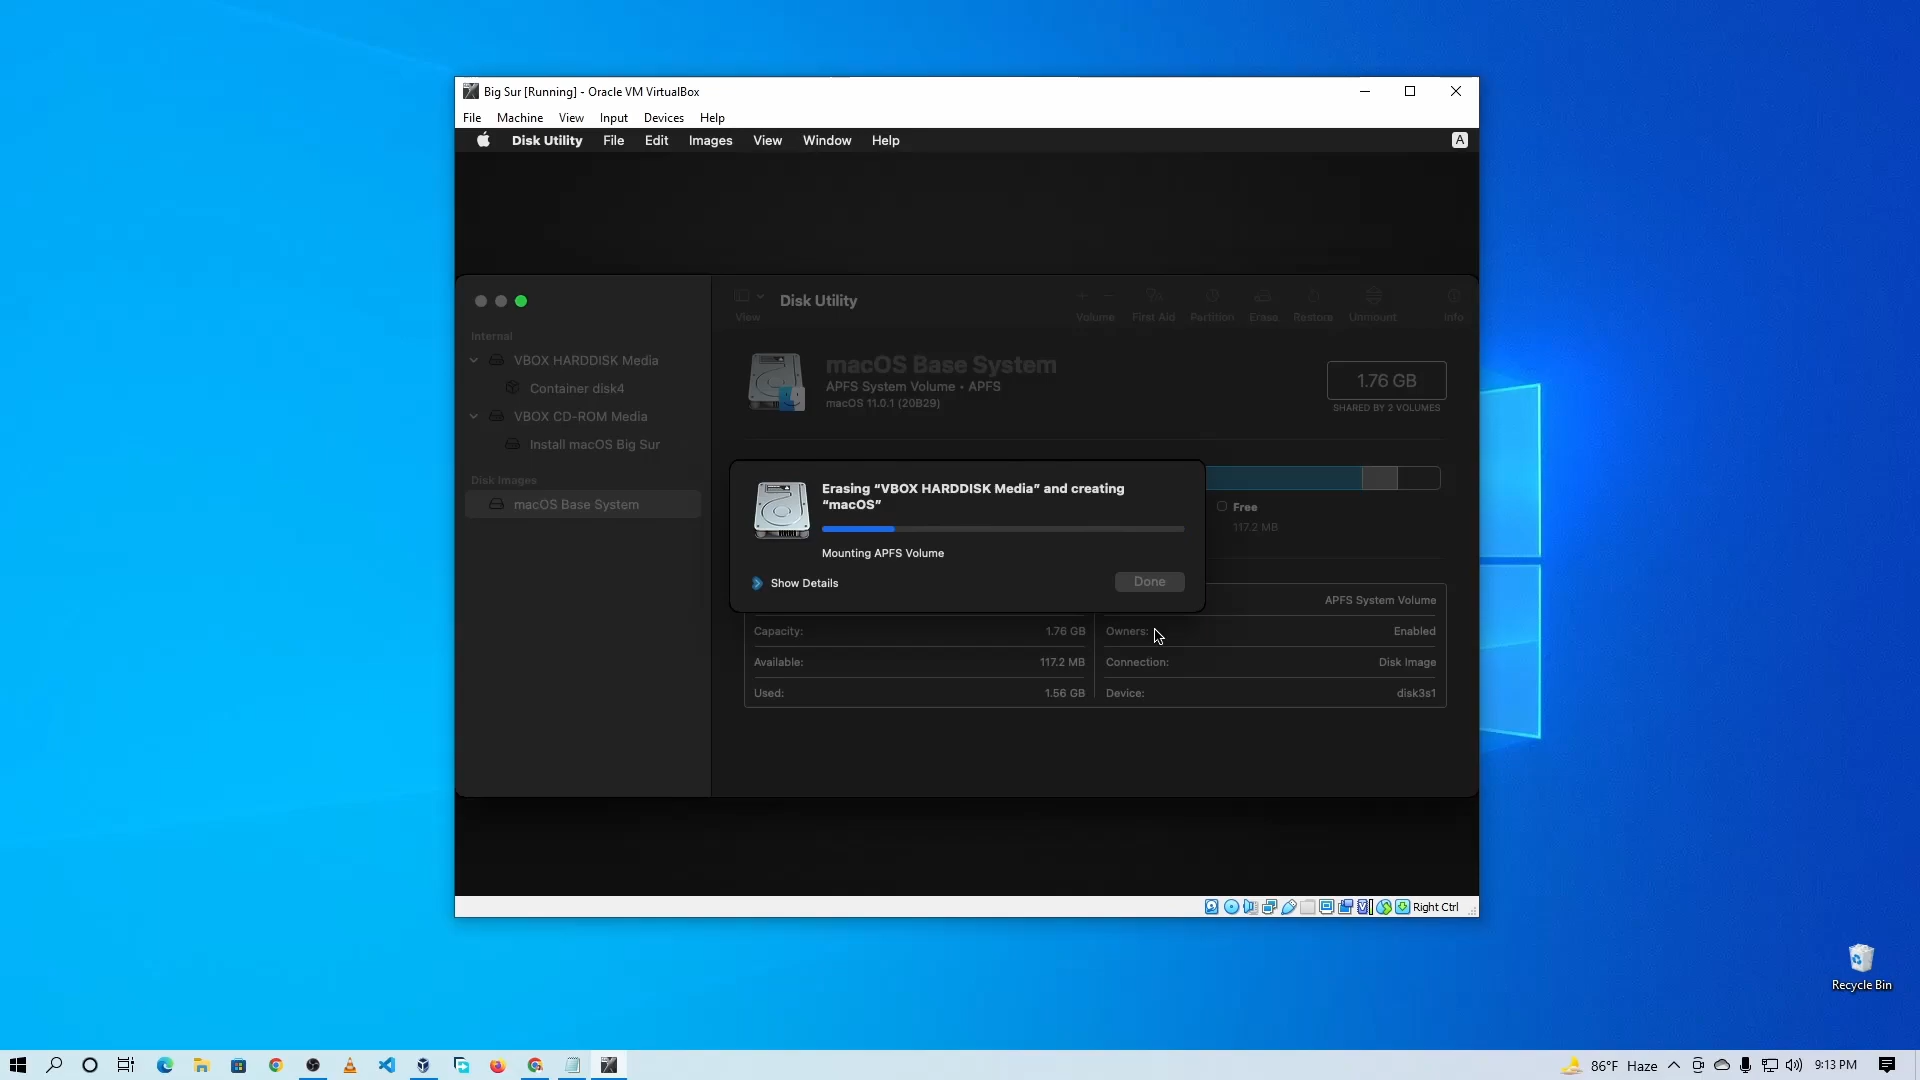 Big Sur [Running] - Oracle VM VirtualBox
File Machine View Input Devices Help
Disk Utility File Edit Images View Window Help A
Disk Utility
View Volume First Aid Partition Erase Restore Unmount Info
Internal
VBOX HARDDISK Media
Container disk4
VBOX CD-ROM Media
Install macOS Big Sur
Disk Images
macOS Base System
macOS Base System
APFS System Volume • APFS
macOS 11.0.1 (20B29)
1.76 GB
SHARED BY 2 VOLUMES
Erasing “VBOX HARDDISK Media” and creating
“macOS”
Mounting APFS Volume
Show Details
Done
Free
117.2 MB
APFS System Volume
Capacity: 1.76 GB Owners: Enabled
Available: 117.2 MB Connection: Disk Image
Used: 1.56 GB Device: disk3s1
Right Ctrl
Recycle Bin
86°F Haze 9:13 PM